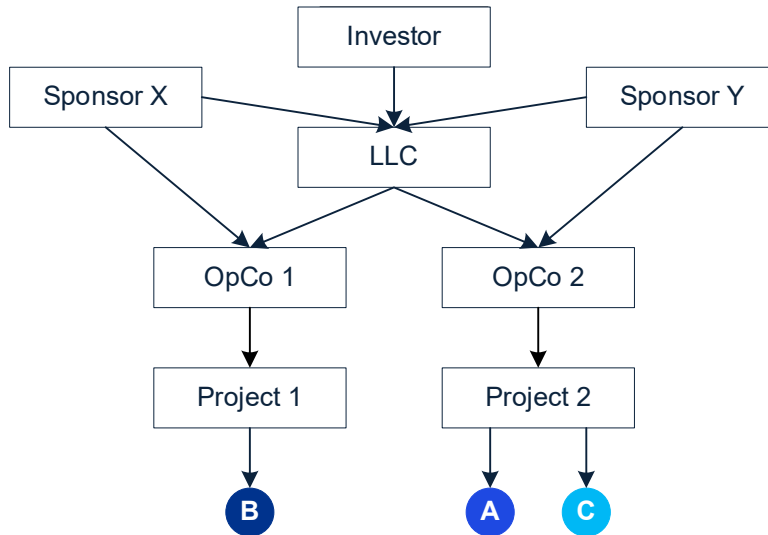 Investor
Sponsor X
Sponsor Y
LLC
OpCo 1
OpCo 2
Project 1
Project 2
B
A
C